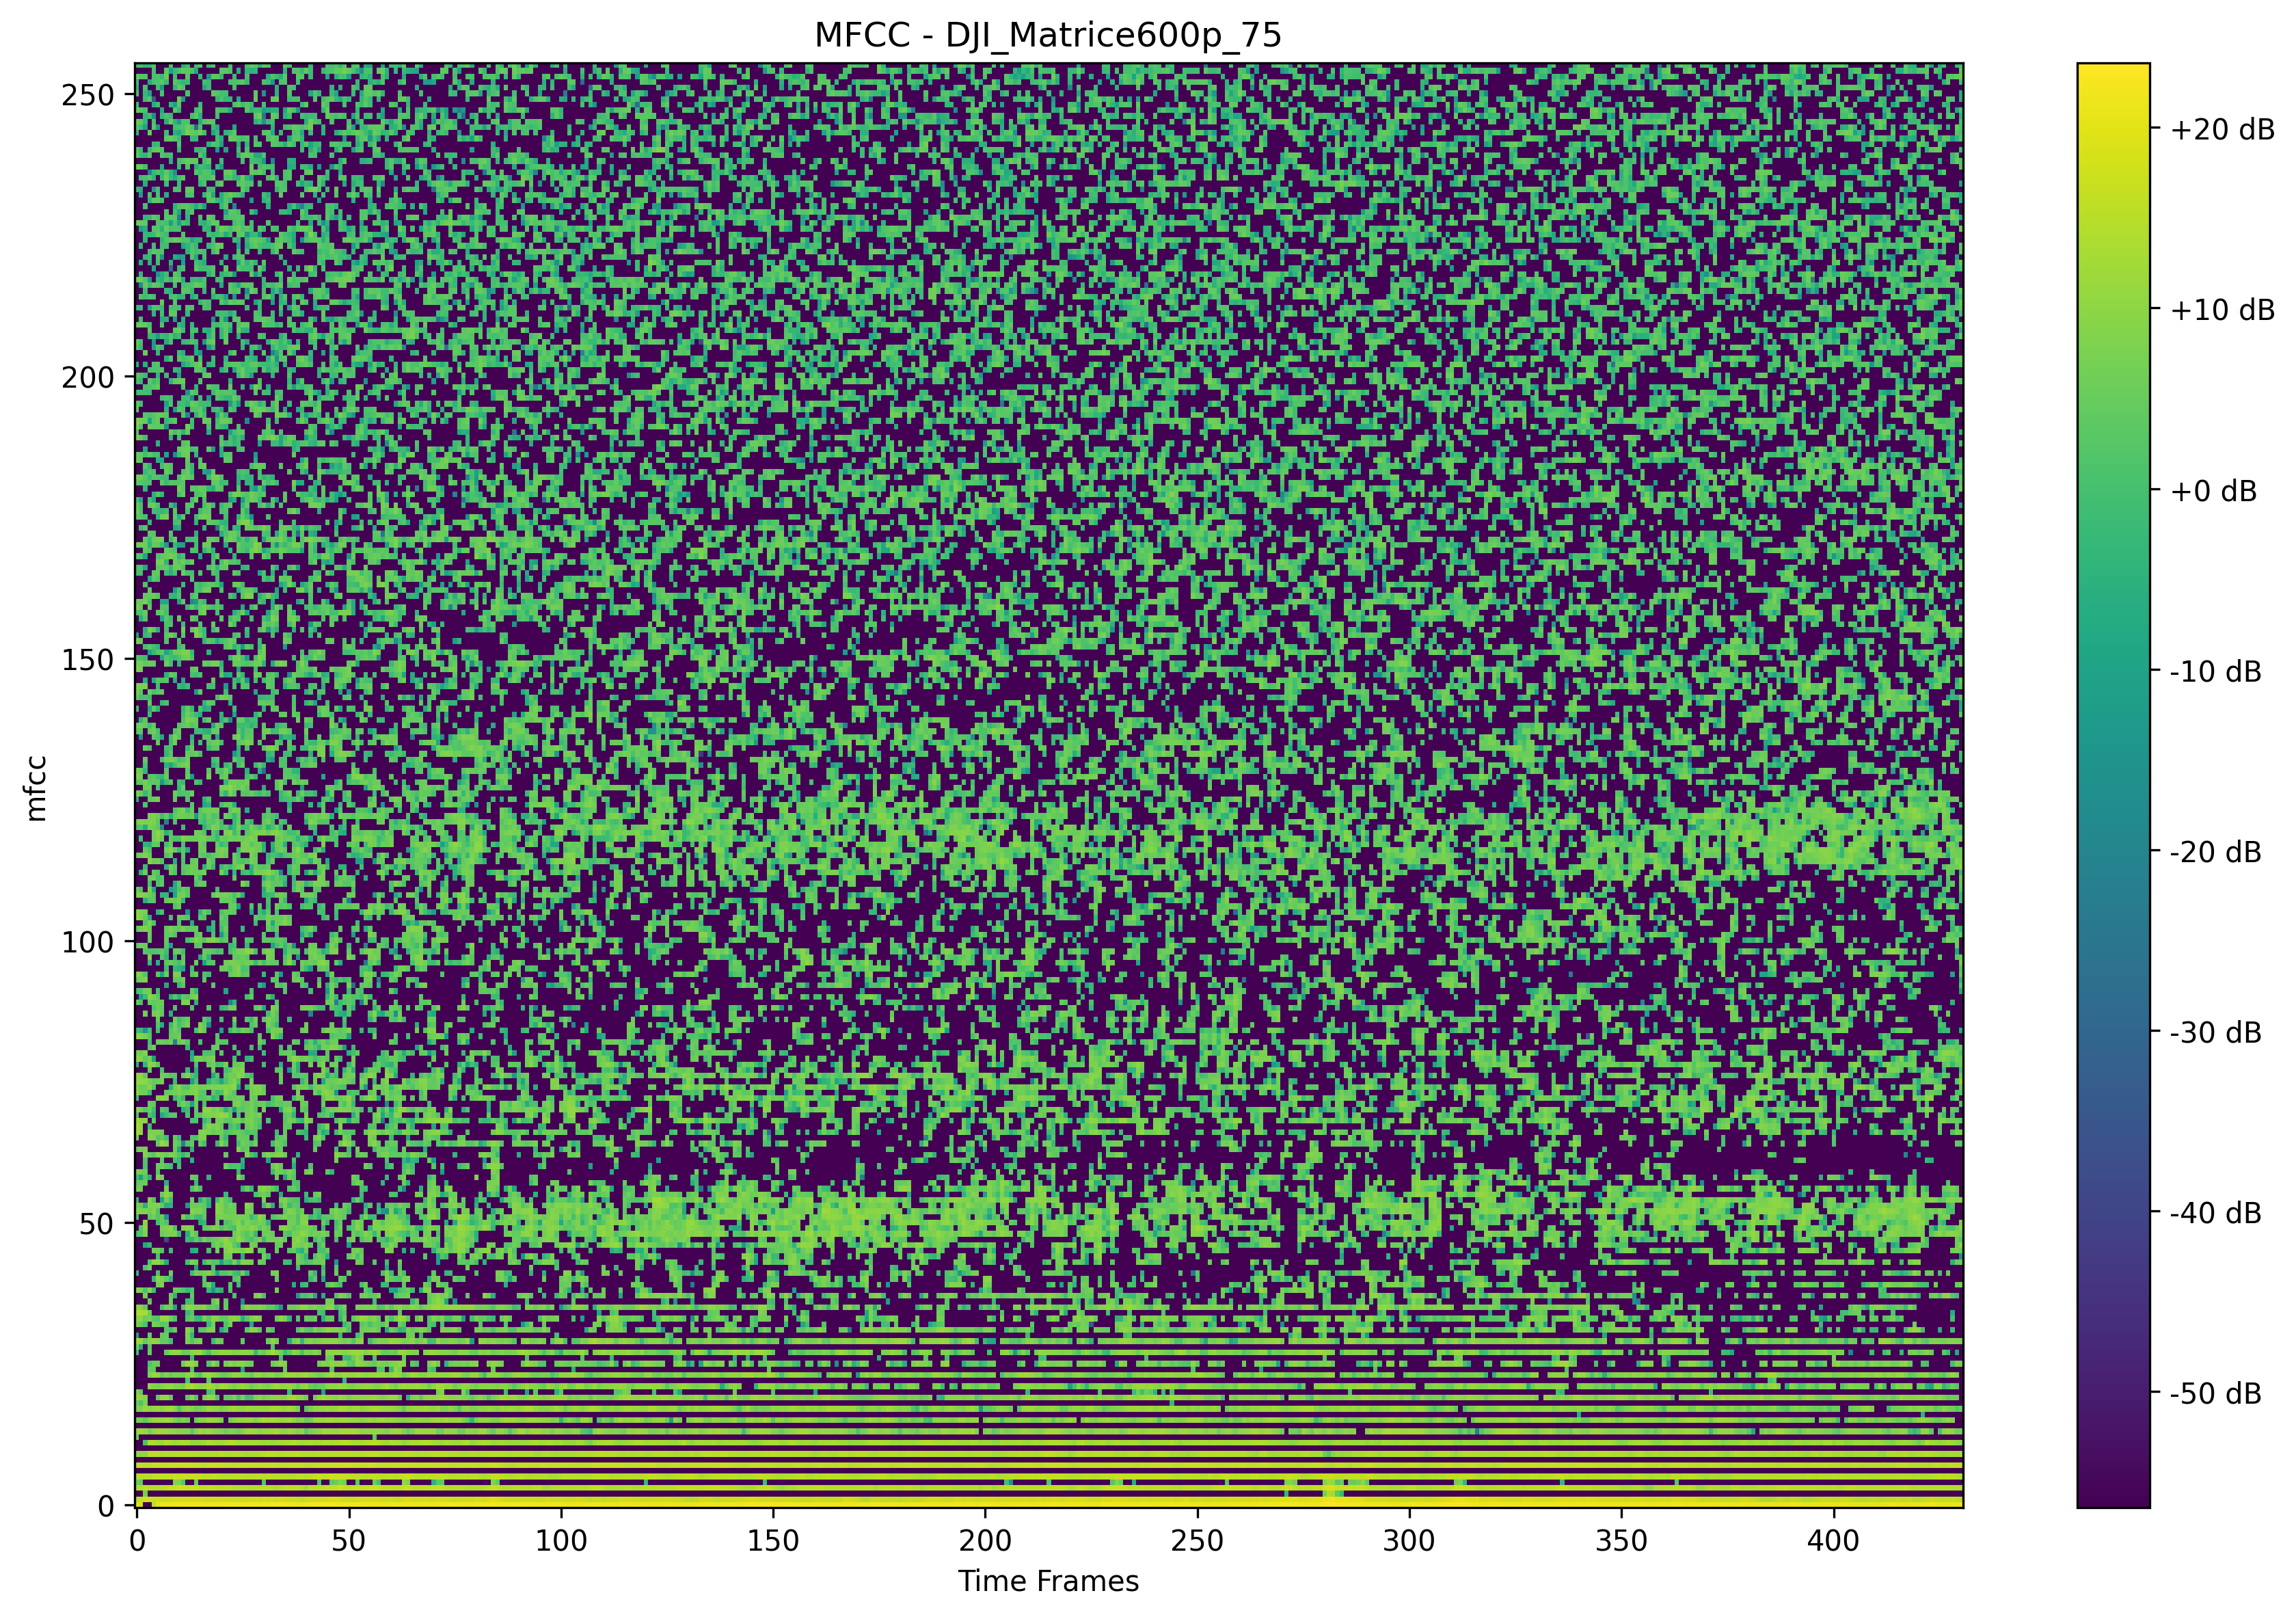 MFCC - DJI_Matrice600p_75
250
200
150
100
50
0
mfcc
0
50
100
150
200
250
300
350
400
Time Frames
+20 dB
+10 dB
+0 dB
-10 dB
-20 dB
-30 dB
-40 dB
-50 dB